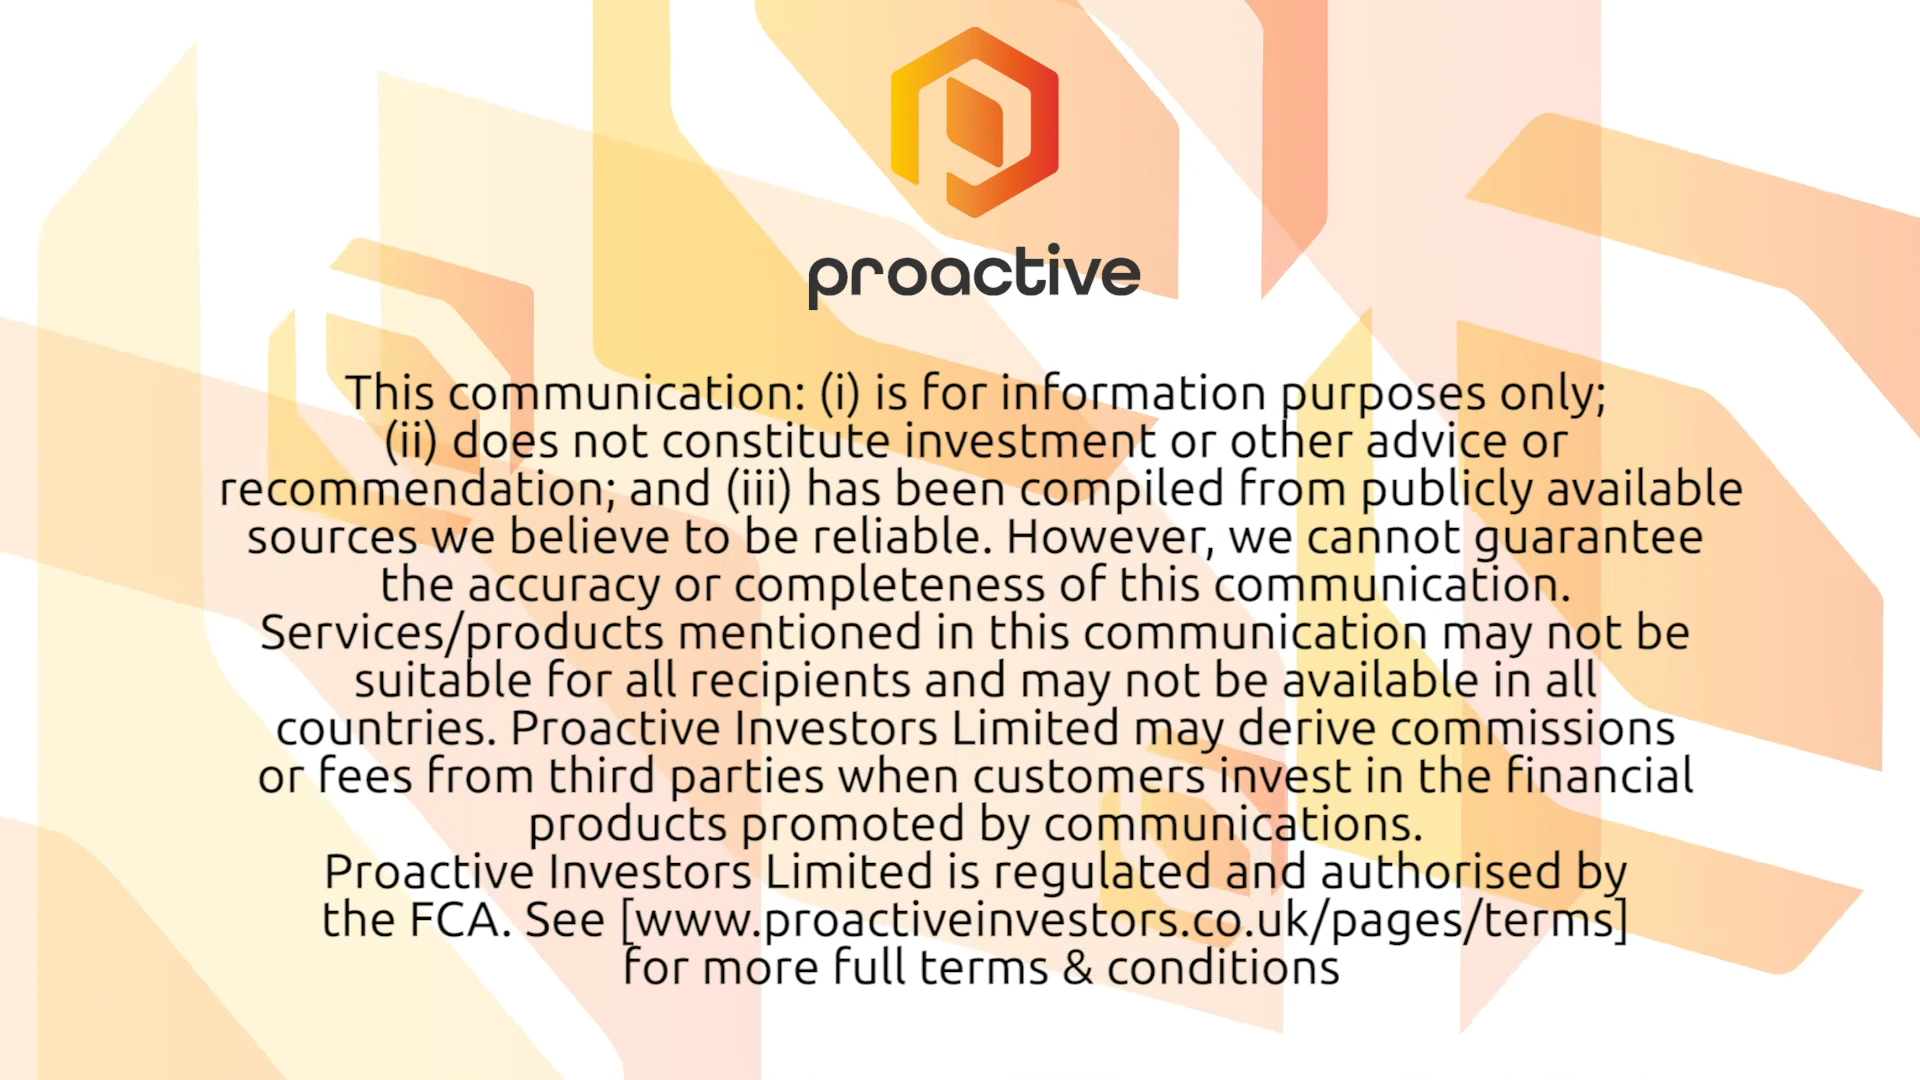 proactive
This communication: (i) is for information purposes only;
(ii) does not constitute investment or other advice or
recommendation; and (iii) has been compiled from publicly available
sources we believe to be reliable. However, we cannot guarantee
the accuracy or completeness of this communication.
Services/products mentioned in this communication may not be
suitable for all recipients and may not be available in all
countries. Proactive Investors Limited may derive commissions
or fees from third parties when customers invest in the financial
products promoted by communications.
Proactive Investors Limited is regulated and authorised by
the FCA. See [www.proactiveinvestors.co.uk/pages/terms]
for more full terms & conditions